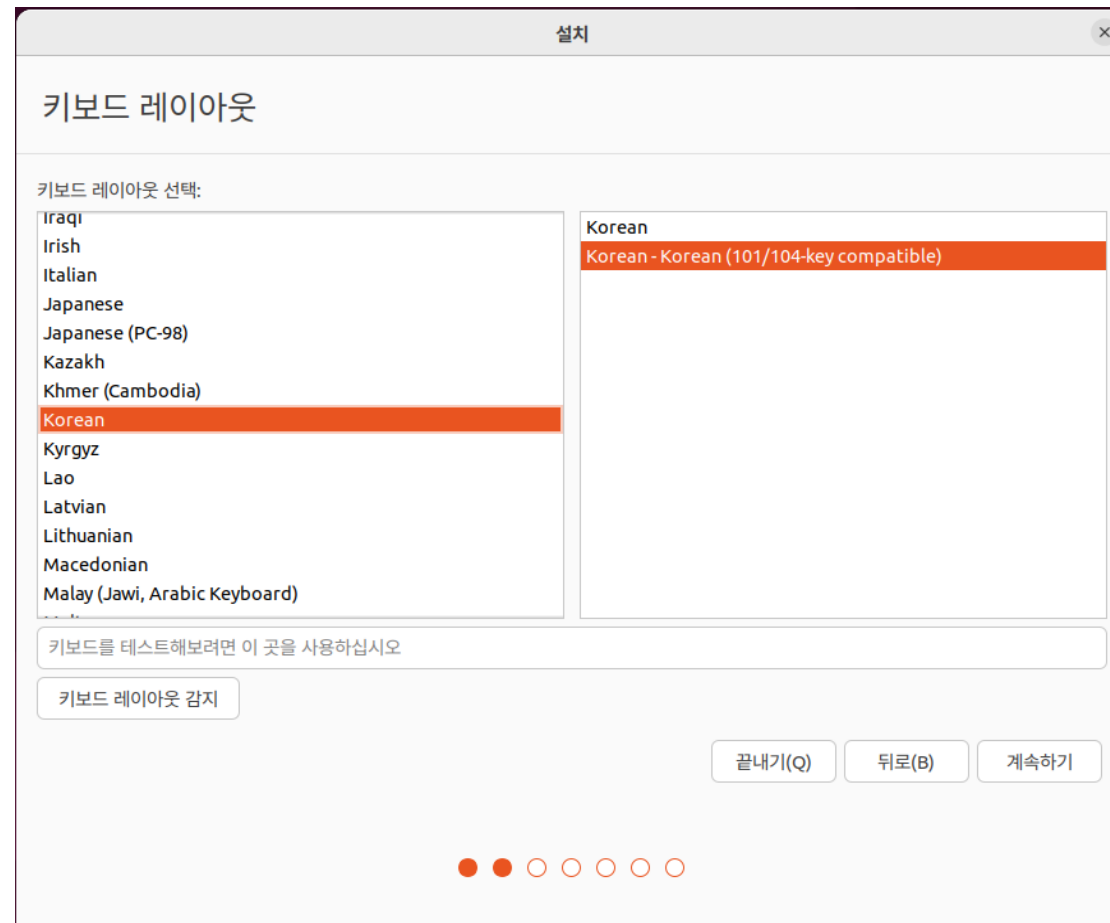 설치
키보드 레이아웃
키보드 레이아웃 선택:
Iraqi
Irish
Italian
Japanese
Japanese (PC-98)
Kazakh
Khmer (Cambodia)
Korean
Kyrgyz
Lao
Latvian
Lithuanian
Macedonian
Malay (Jawi, Arabic Keyboard)
Korean
Korean - Korean (101/104-key compatible)
키보드를 테스트해보려면 이 곳을 사용하십시오
키보드 레이아웃 감지
끝내기(Q) 뒤로(B) 계속하기